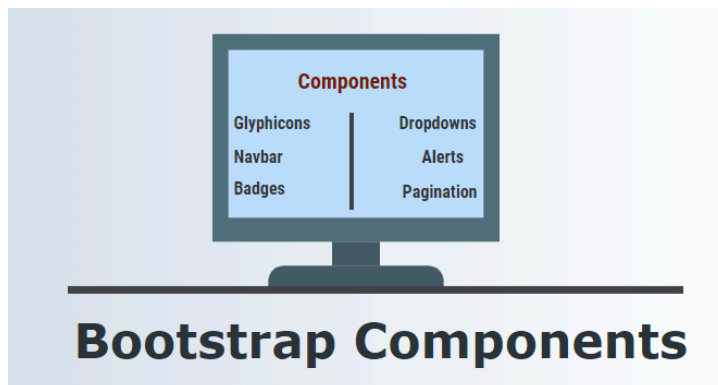 Components
Glyphicons
Navbar
Badges
Dropdowns
Alerts
Pagination
Bootstrap Components